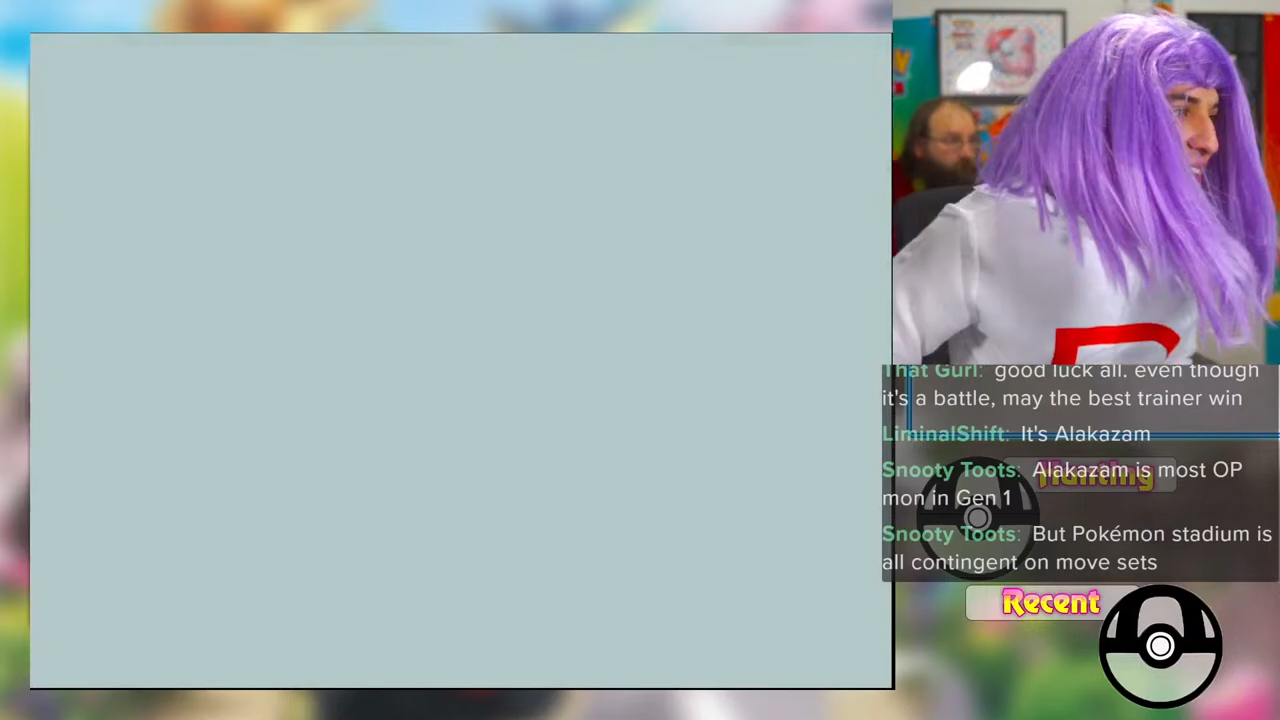 That Gurl: good luck all. even though
it's a battle, may the best trainer win
LiminalShift: It's Alakazam
Snooty Toots: Alakazam is most OP
mon in Gen 1
Hunting
Snooty Toots: But Pokémon stadium is
all contingent on move sets
Recent
R